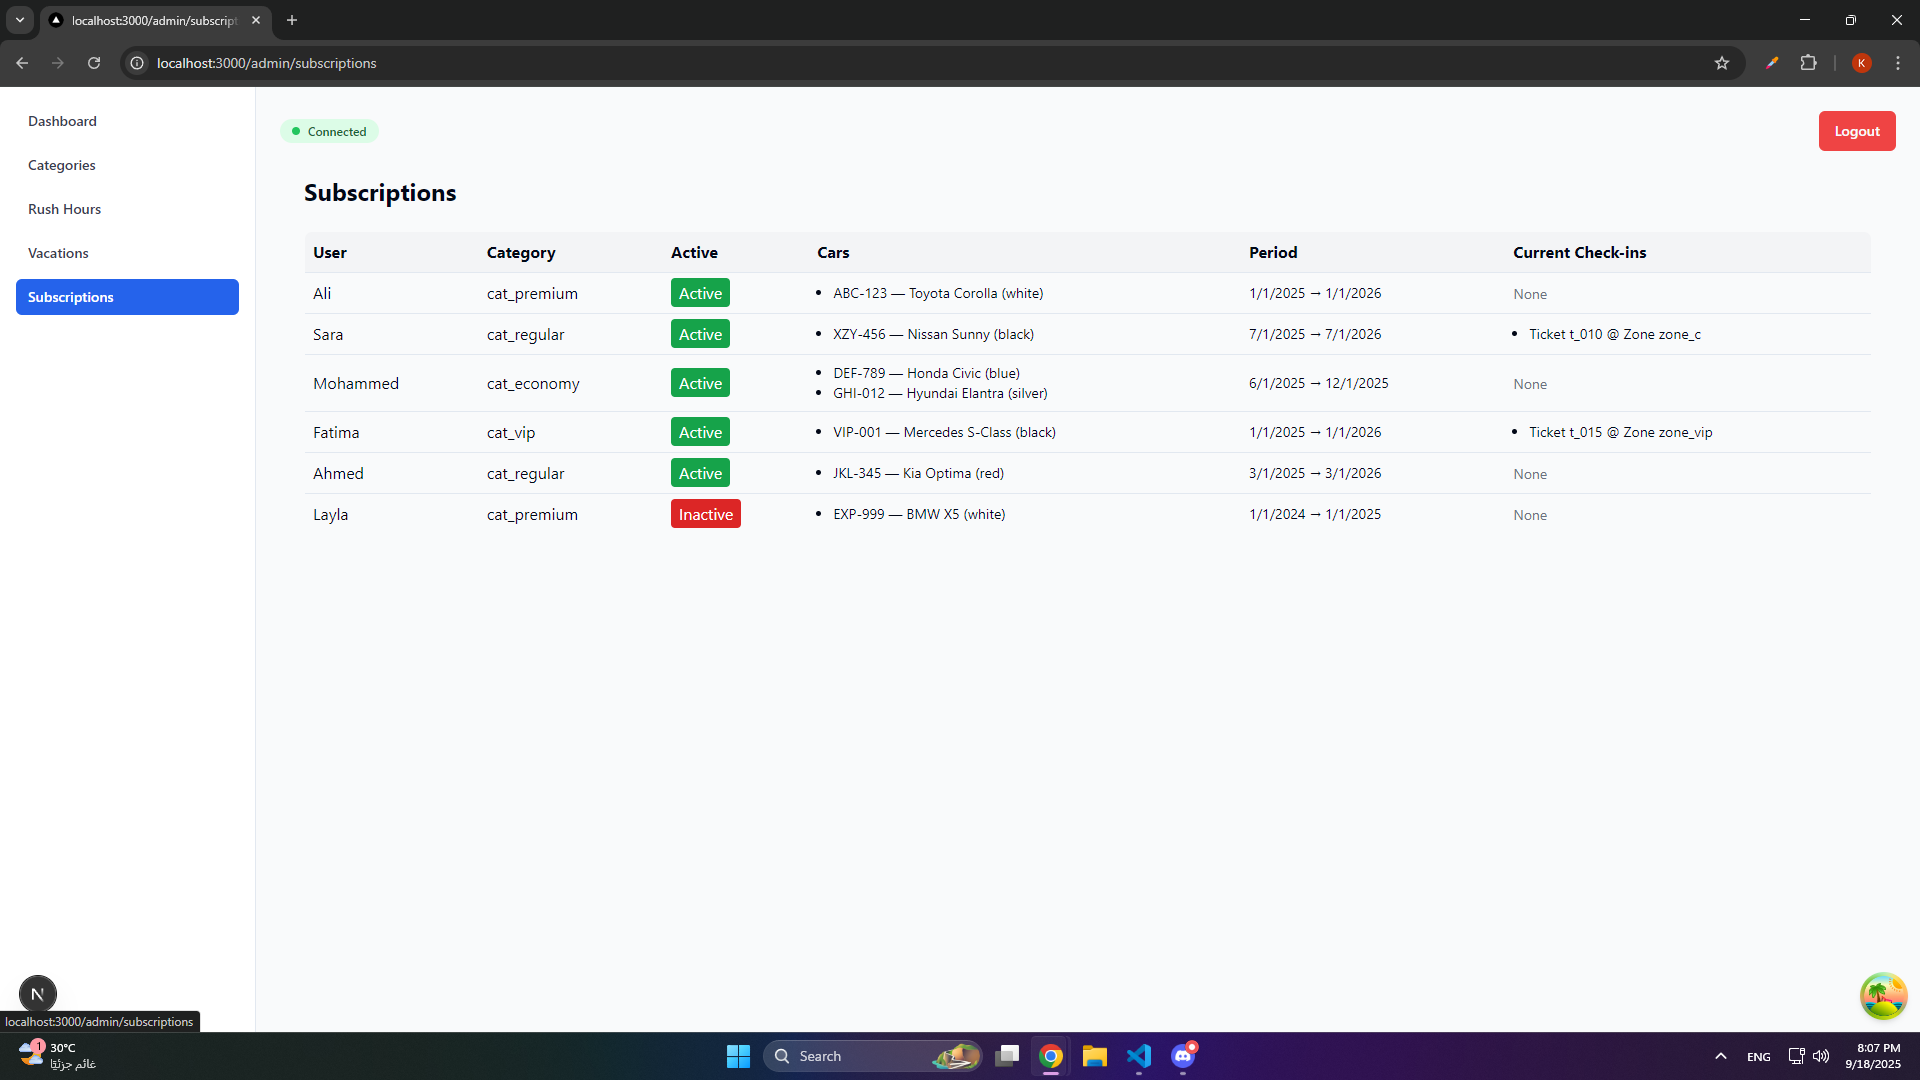 localhost:3000/admin/subscript
localhost:3000/admin/subscriptions
K
Dashboard
Categories
Rush Hours
Vacations
Subscriptions
Connected
Logout
Subscriptions
User Category Active Cars Period Current Check-ins
Ali cat_premium Active • ABC-123 — Toyota Corolla (white) 1/1/2025 → 1/1/2026 None
Sara cat_regular Active • XZY-456 — Nissan Sunny (black) 7/1/2025 → 7/1/2026 • Ticket t_010 @ Zone zone_c
Mohammed cat_economy Active • DEF-789 — Honda Civic (blue) 6/1/2025 → 12/1/2025 None
• GHI-012 — Hyundai Elantra (silver)
Fatima cat_vip Active • VIP-001 — Mercedes S-Class (black) 1/1/2025 → 1/1/2026 • Ticket t_015 @ Zone zone_vip
Ahmed cat_regular Active • JKL-345 — Kia Optima (red) 3/1/2025 → 3/1/2026 None
Layla cat_premium Inactive • EXP-999 — BMW X5 (white) 1/1/2024 → 1/1/2025 None
N
localhost:3000/admin/subscriptions
1
30°C
غائم جزئيًا
Search
ENG
8:07 PM
9/18/2025